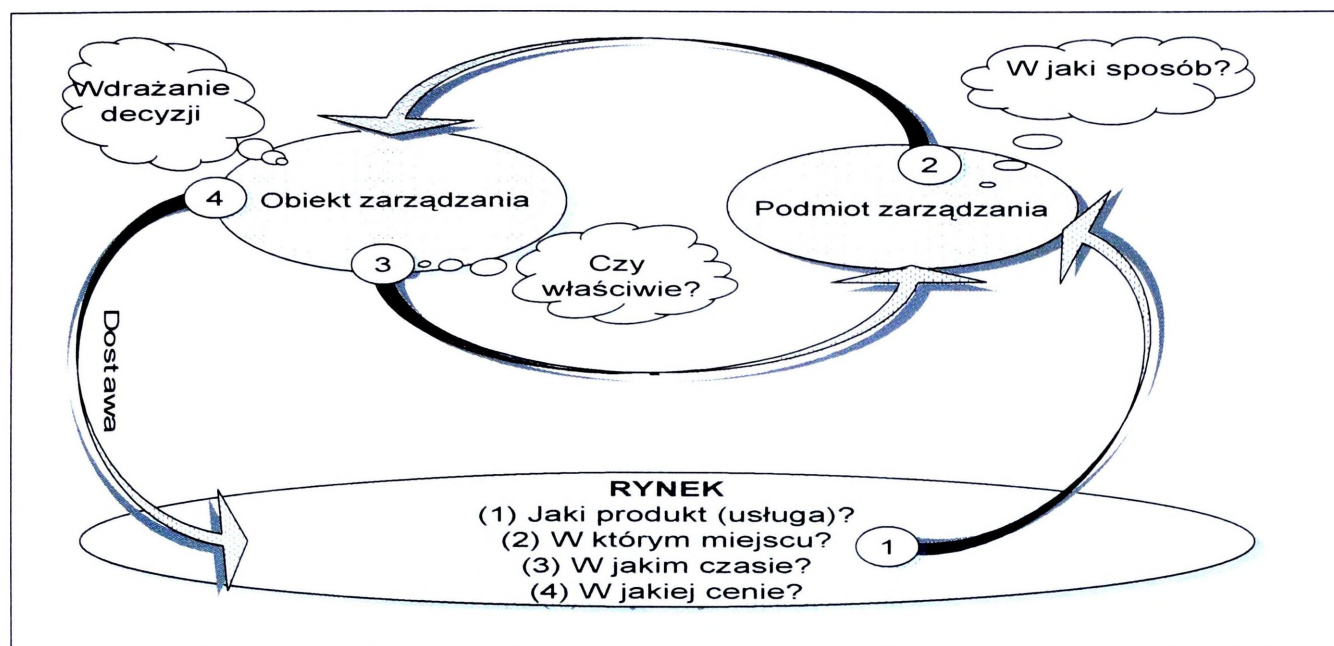 Wdrażanie
decyzji
W jaki sposób?
2
4
Obiekt zarządzania
Podmiot zarządzania
3
Czy
właściwie?
Dostawa
RYNEK
(1) Jaki produkt (usługa)?
(2) W którym miejscu?
1
(3) W jakim czasie?
(4) W jakiej cenie?